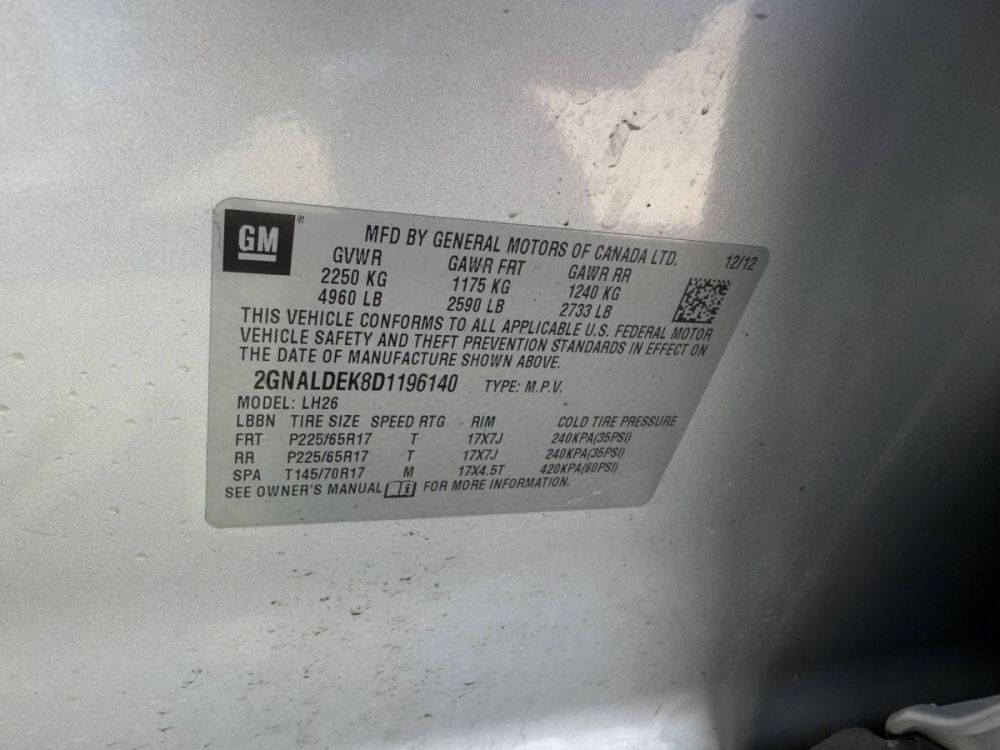 GM ®
MFD BY GENERAL MOTORS OF CANADA LTD. 12/12
GVWR GAWR FRT GAWR RR
2250 KG 1175 KG 1240 KG
4960 LB 2590 LB 2733 LB
THIS VEHICLE CONFORMS TO ALL APPLICABLE U.S. FEDERAL MOTOR
VEHICLE SAFETY AND THEFT PREVENTION STANDARDS IN EFFECT ON
THE DATE OF MANUFACTURE SHOWN ABOVE.
2GNALDEK8D1196140 TYPE: M.P.V.
MODEL: LH26
LBBN TIRE SIZE SPEED RTG RIM COLD TIRE PRESSURE
FRT P225/65R17 T 17X7J 240KPA(35PSI)
RR P225/65R17 T 17X7J 240KPA(35PSI)
SPA T145/70R17 M 17X4.5T 420KPA(60PSI)
SEE OWNER'S MANUAL FOR MORE INFORMATION.